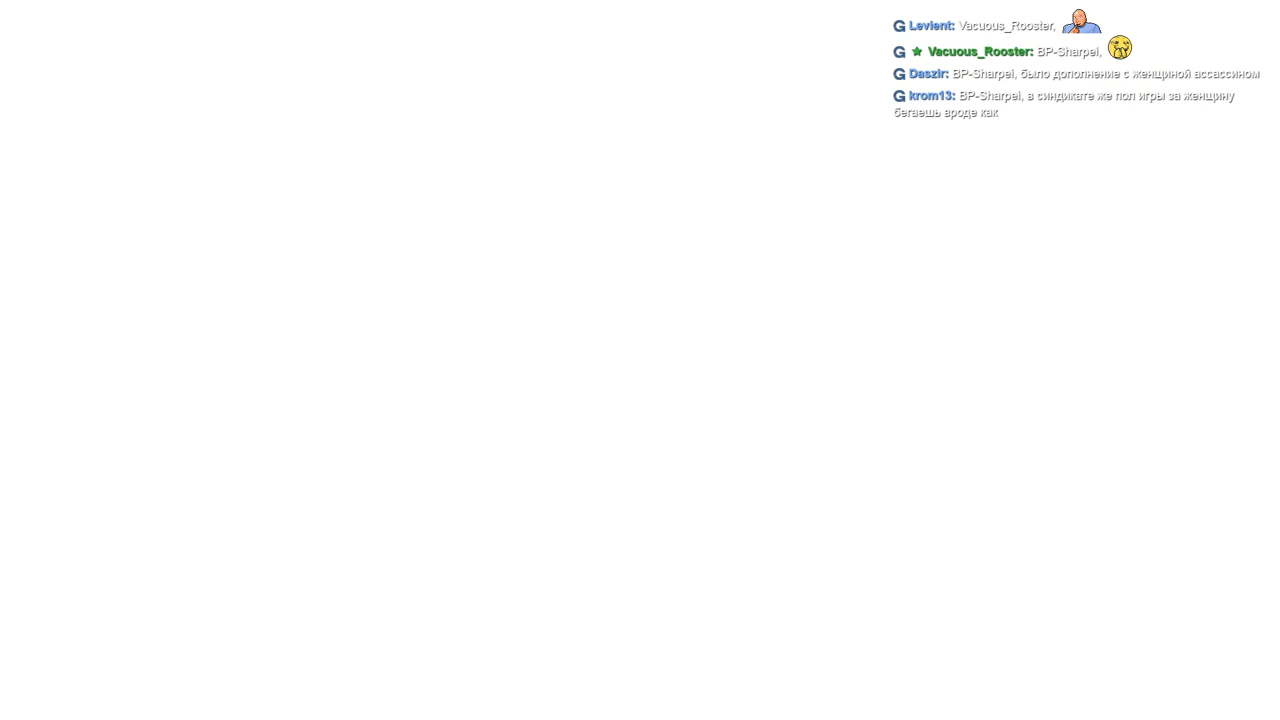 G Levient: Vacuous_Rooster,
G ★ Vacuous_Rooster: BP-Sharpei,
G Daszir: BP-Sharpei, было дополнение с женщиной ассассином
G krom13: BP-Sharpei, в синдикате же пол игры за женщину
бегаешь вроде как